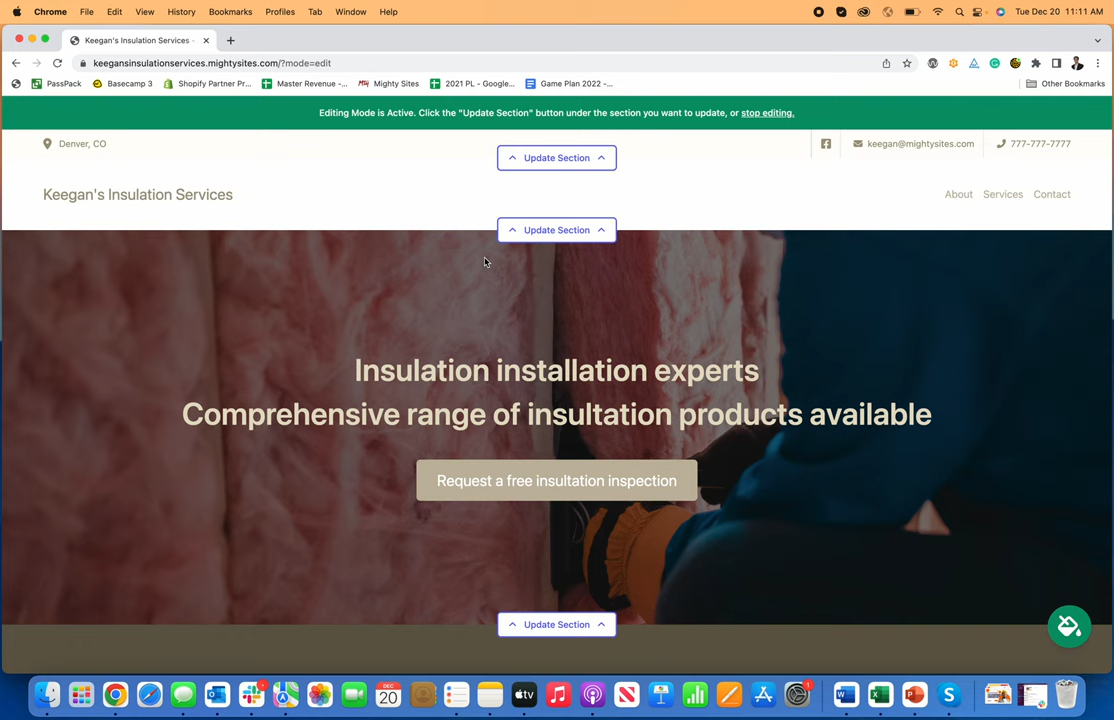 Chrome File Edit View History Bookmarks Profiles Tab Window Help Tue Dec 20 11:11 AM
Keegan's Insulation Services -
keegansinsulationservices.mightysites.com/?mode=edit
PassPack Basecamp 3 Shopify Partner Pr... Master Revenue -... Mighty Sites 2021 PL - Google... Game Plan 2022 -... Other Bookmarks
Editing Mode is Active. Click the "Update Section" button under the section you want to update, or stop editing.
Denver, CO keegan@mightysites.com 777-777-7777
Update Section
Keegan's Insulation Services About Services Contact
Update Section
Insulation installation experts
Comprehensive range of insultation products available
Request a free insultation inspection
Update Section
DEC
20
tv
1